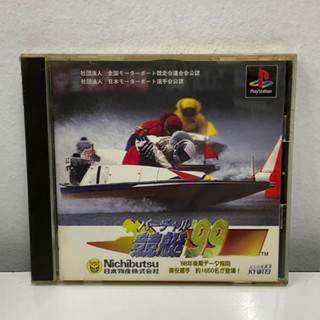 社団法人 全国モーターボート競走会連合会公認
社団法人 日本モーターボート選手会公認
PlayStation
バーチャル
競艇'99
TM
Nichibutsu
日本物産株式会社
'98年後期データ採用
現役選手 約1650名が登場!
KYOTEI